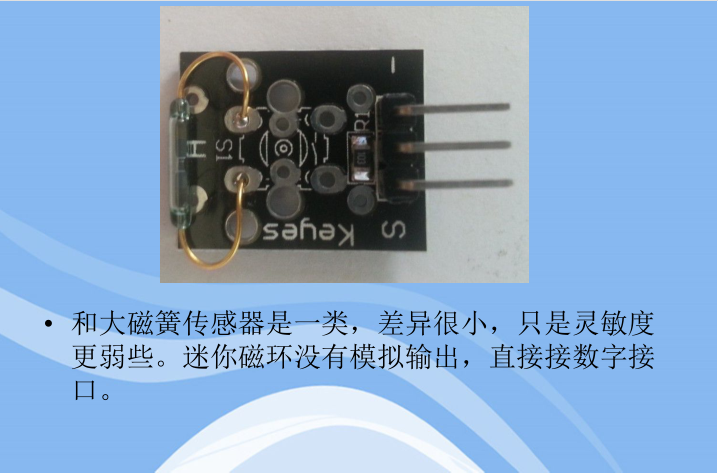 R1
H
S1
Keyes
S
• 和大磁簧传感器是一类，差异很小，只是灵敏度
更弱些。迷你磁环没有模拟输出，直接接数字接
口。